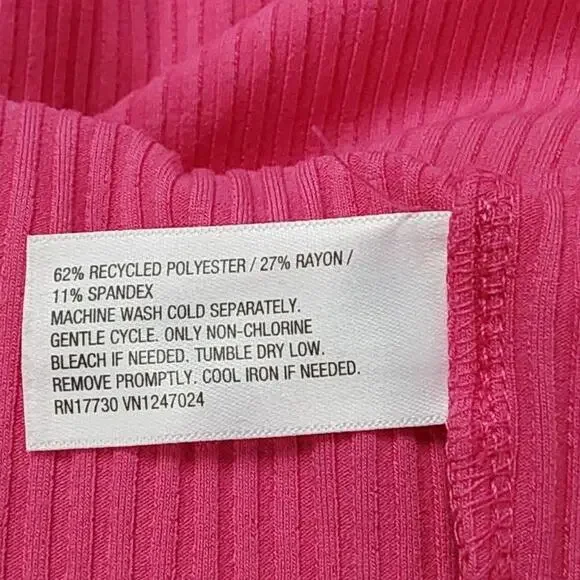 62% RECYCLED POLYESTER / 27% RAYON /
11% SPANDEX
MACHINE WASH COLD SEPARATELY.
GENTLE CYCLE. ONLY NON-CHLORINE
BLEACH IF NEEDED. TUMBLE DRY LOW.
REMOVE PROMPTLY. COOL IRON IF NEEDED.
RN17730 VN1247024